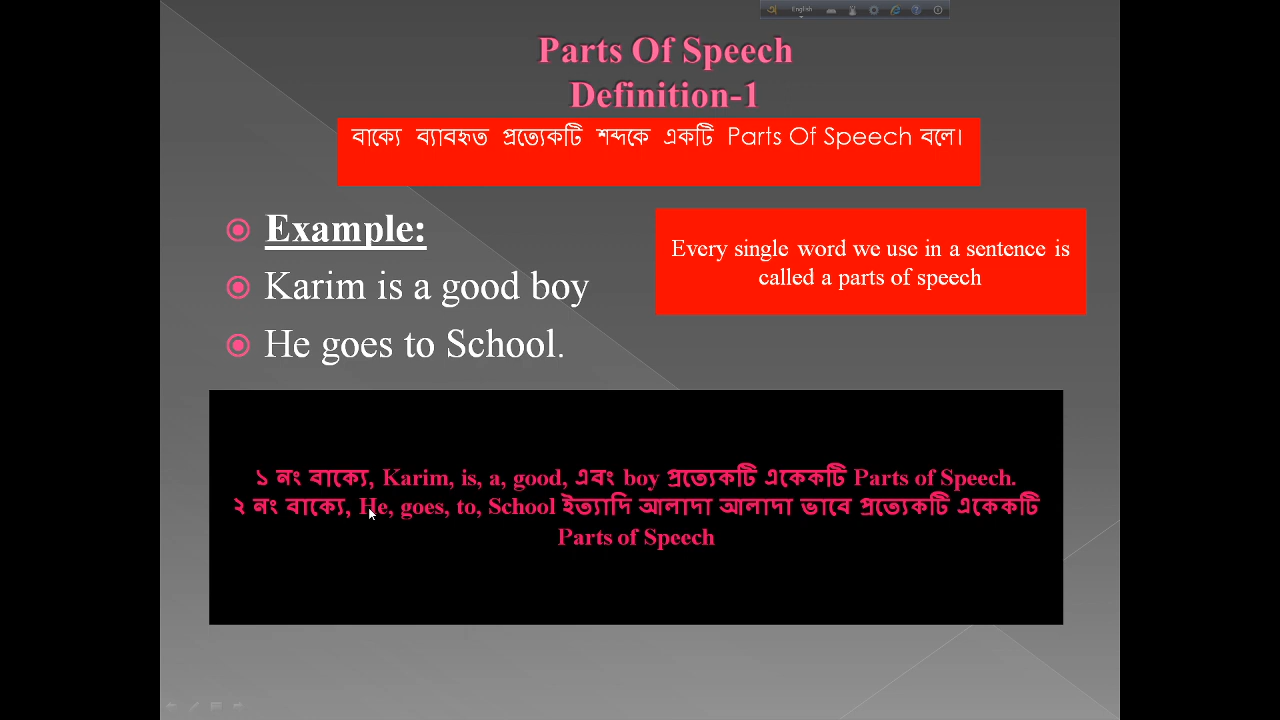 English
Parts Of Speech
Definition-1
বাক্যে ব্যাবহৃত প্রত্যেকটি শব্দকে একটি Parts Of Speech বলে।
Example:
Karim is a good boy
He goes to School.
Every single word we use in a sentence is
called a parts of speech
১ নং বাক্যে, Karim, is, a, good, এবং boy প্রত্যেকটি একেকটি Parts of Speech.
২ নং বাক্যে, He, goes, to, School ইত্যাদি আলাদা আলাদা ভাবে প্রত্যেকটি একেকটি
Parts of Speech